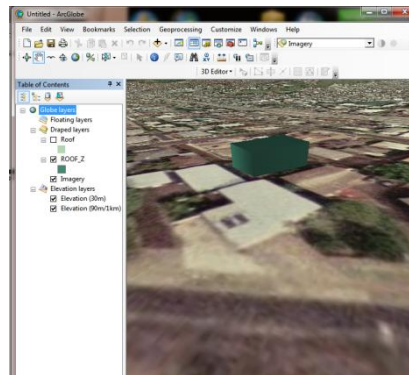 Untitled - ArcGlobe
File Edit View Bookmarks Selection Geoprocessing Customize Windows Help
Imagery
3D Editor
Table of Contents
Globe layers
Floating layers
Draped layers
Roof
ROOF_Z
Imagery
Elevation layers
Elevation (30m)
Elevation (90m/1km)